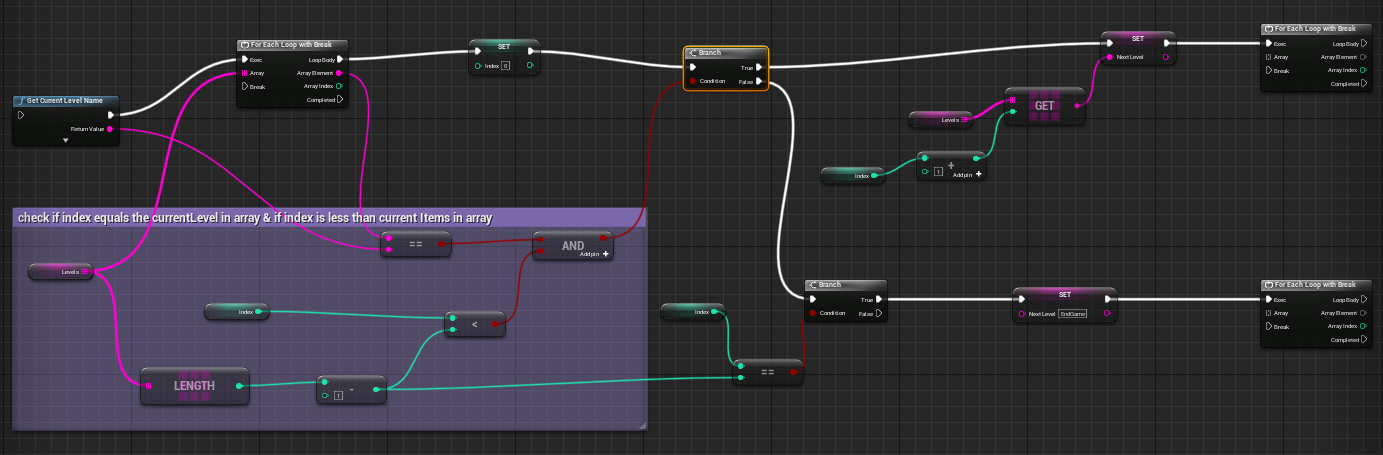 For Each Loop with Break
Exec
Loop Body
Array
Array Element
Break
Array Index
Completed
SET
Index 0
Branch
True
Condition
False
SET
Next Level
For Each Loop with Break
Exec
Loop Body
Array
Array Element
Break
Array Index
Completed
Get Current Level Name
Return Value
Levels
GET
Index
+
1
Add pin +
check if index equals the currentLevel in array & if index is less than current Items in array
==
AND
Add pin +
Levels
Index
<
LENGTH
-
1
Index
==
Branch
True
Condition
False
SET
Next Level EndGame
For Each Loop with Break
Exec
Loop Body
Array
Array Element
Break
Array Index
Completed